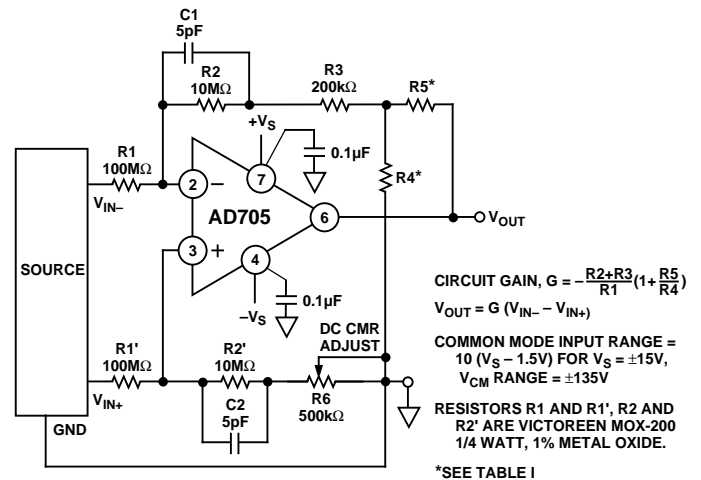 C1
5pF
R2
10MΩ
R3
200kΩ
R5*
+VS
0.1µF
R4*
R1
100MΩ
VIN–
2
–
7
AD705
6
VOUT
3
+
4
SOURCE
0.1µF
–VS
DC CMR
ADJUST
R1'
100MΩ
R2'
10MΩ
R6
500kΩ
C2
5pF
VIN+
GND
CIRCUIT GAIN, G = – R2+R3/R1 (1+ R5/R4)
VOUT = G (VIN– – VIN+)
COMMON MODE INPUT RANGE =
10 (VS – 1.5V) FOR VS = ±15V,
VCM RANGE = ±135V
RESISTORS R1 AND R1', R2 AND
R2' ARE VICTOREEN MOX-200
1/4 WATT, 1% METAL OXIDE.
*SEE TABLE I